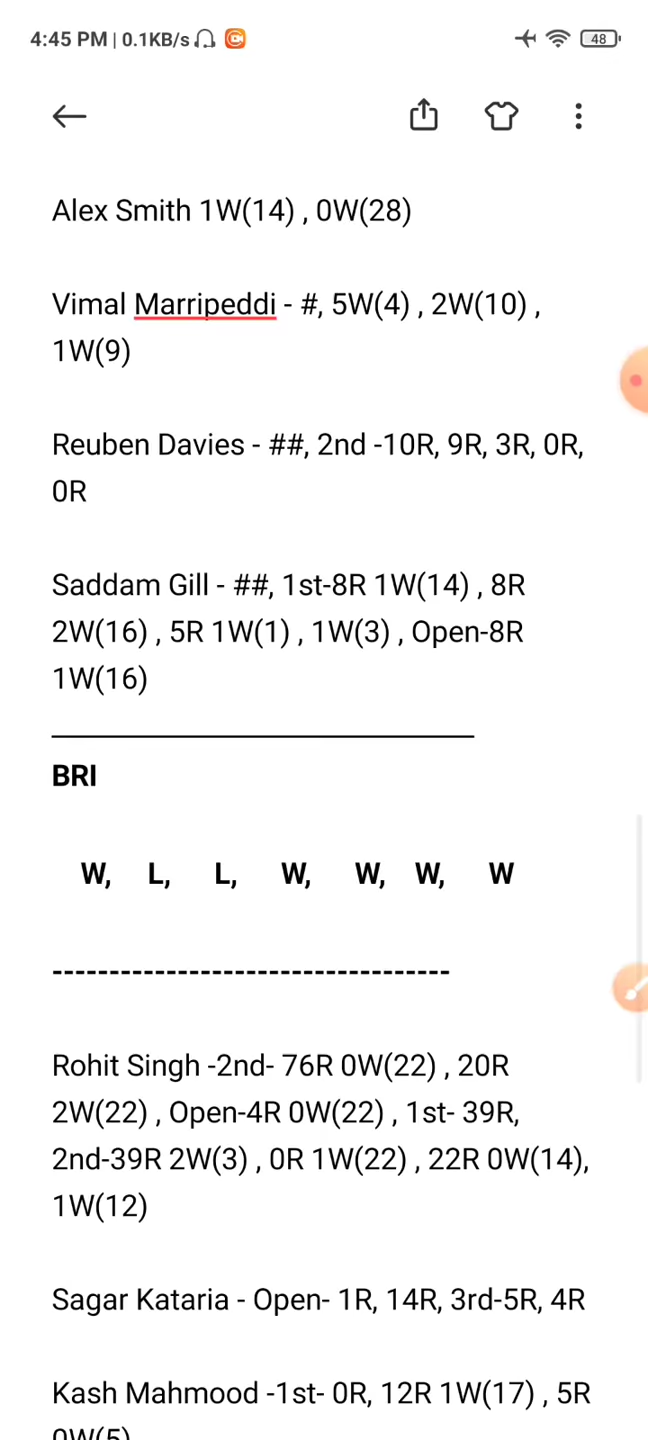 4:45 PM | 0.1KB/s
48
Alex Smith 1W(14) , 0W(28)
Vimal Marripeddi - #, 5W(4) , 2W(10) ,
1W(9)
Reuben Davies - ##, 2nd -10R, 9R, 3R, 0R,
0R
Saddam Gill - ##, 1st-8R 1W(14) , 8R
2W(16) , 5R 1W(1) , 1W(3) , Open-8R
1W(16)
BRI
W, L, L, W, W, W, W
----------------------------------
Rohit Singh -2nd- 76R 0W(22) , 20R
2W(22) , Open-4R 0W(22) , 1st- 39R,
2nd-39R 2W(3) , 0R 1W(22) , 22R 0W(14),
1W(12)
Sagar Kataria - Open- 1R, 14R, 3rd-5R, 4R
Kash Mahmood -1st- 0R, 12R 1W(17) , 5R
0W(5)